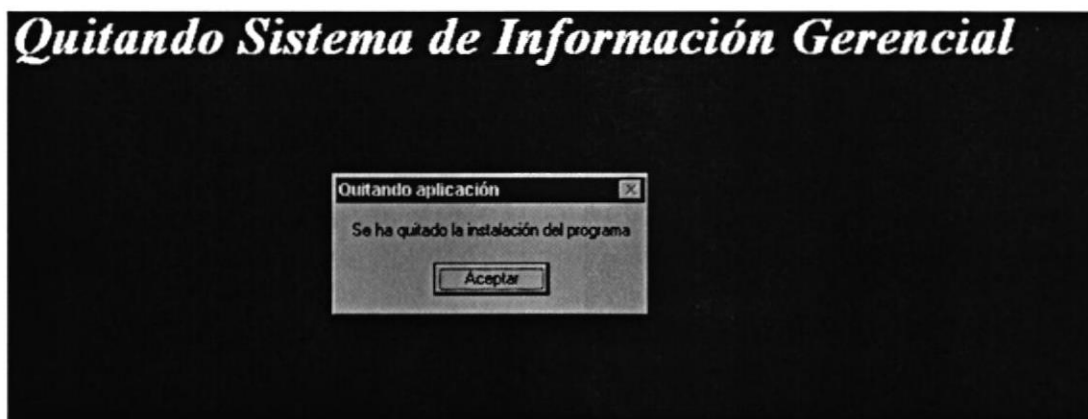 Quitando Sistema de Información Gerencial
Quitando aplicación
Se ha quitado la instalación del programa
Aceptar